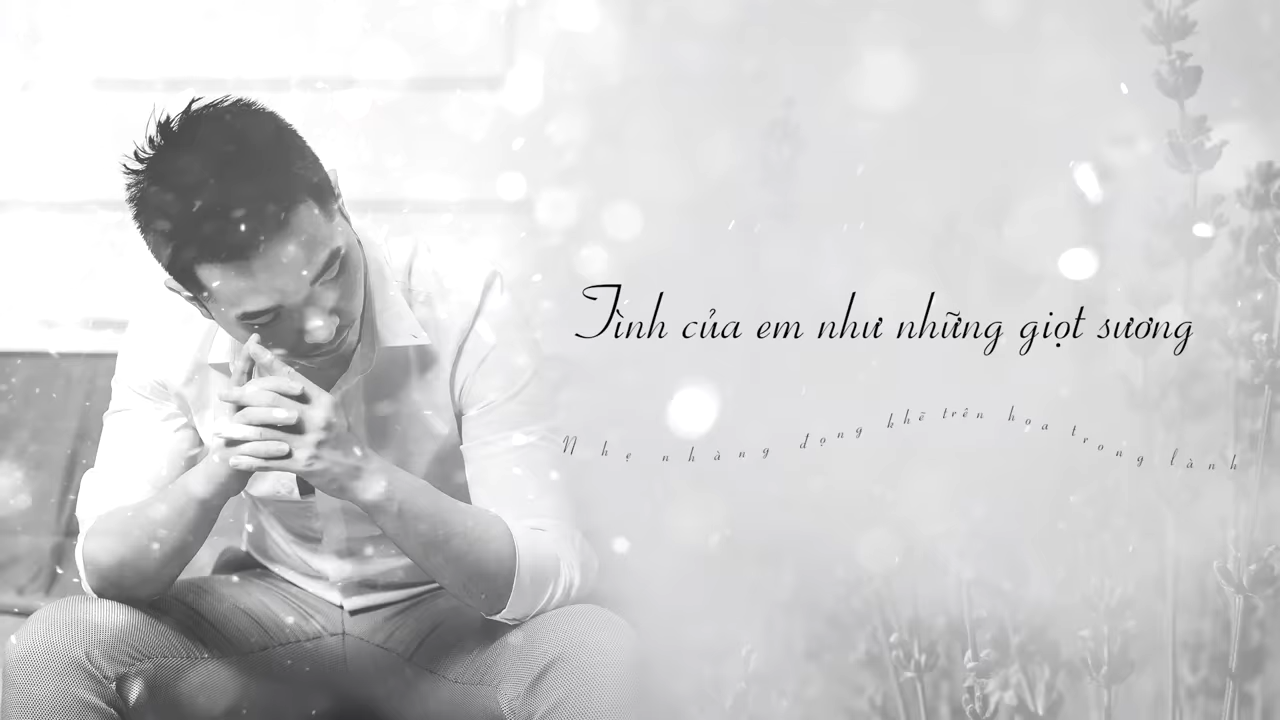 Tình của em như những giọt sương
Nhẹ nhàng đọng khẽ trên hoa trong lành